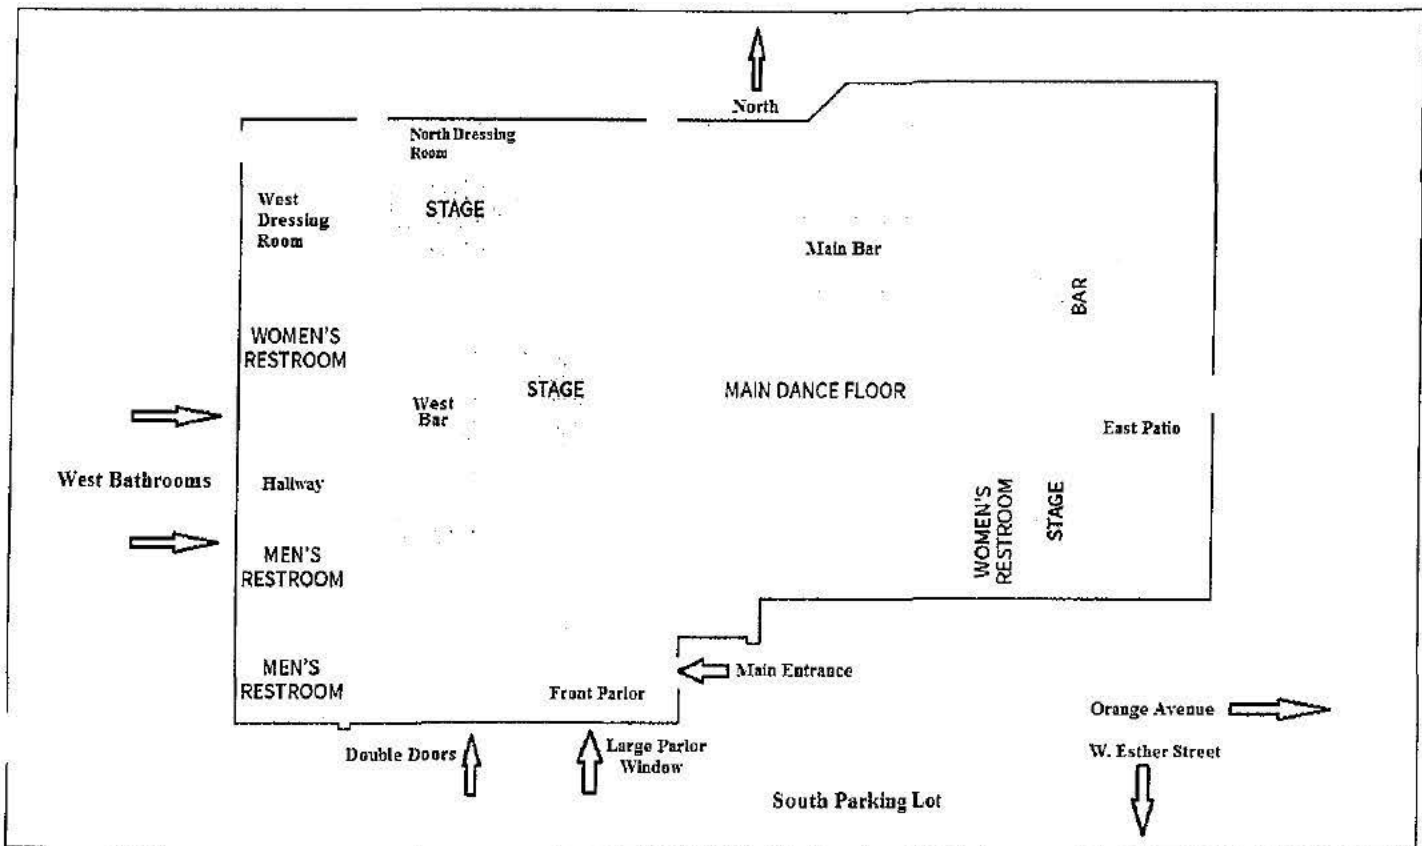 North
North Dressing
Room
West
Dressing
Room
STAGE
Main Bar
BAR
WOMEN'S
RESTROOM
West
Bar
STAGE
MAIN DANCE FLOOR
East Patio
West Bathrooms
Hallway
WOMEN'S
RESTROOM
STAGE
MEN'S
RESTROOM
MEN'S
RESTROOM
Front Parlor
Main Entrance
Orange Avenue
Double Doors
Large Parlor
Window
W. Esther Street
South Parking Lot